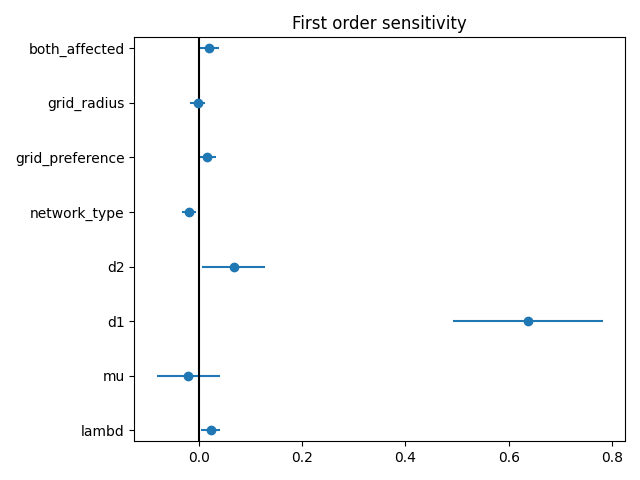 First order sensitivity
both_affected
grid_radius
grid_preference
network_type
d2
d1
mu
lambd
0.0 0.2 0.4 0.6 0.8